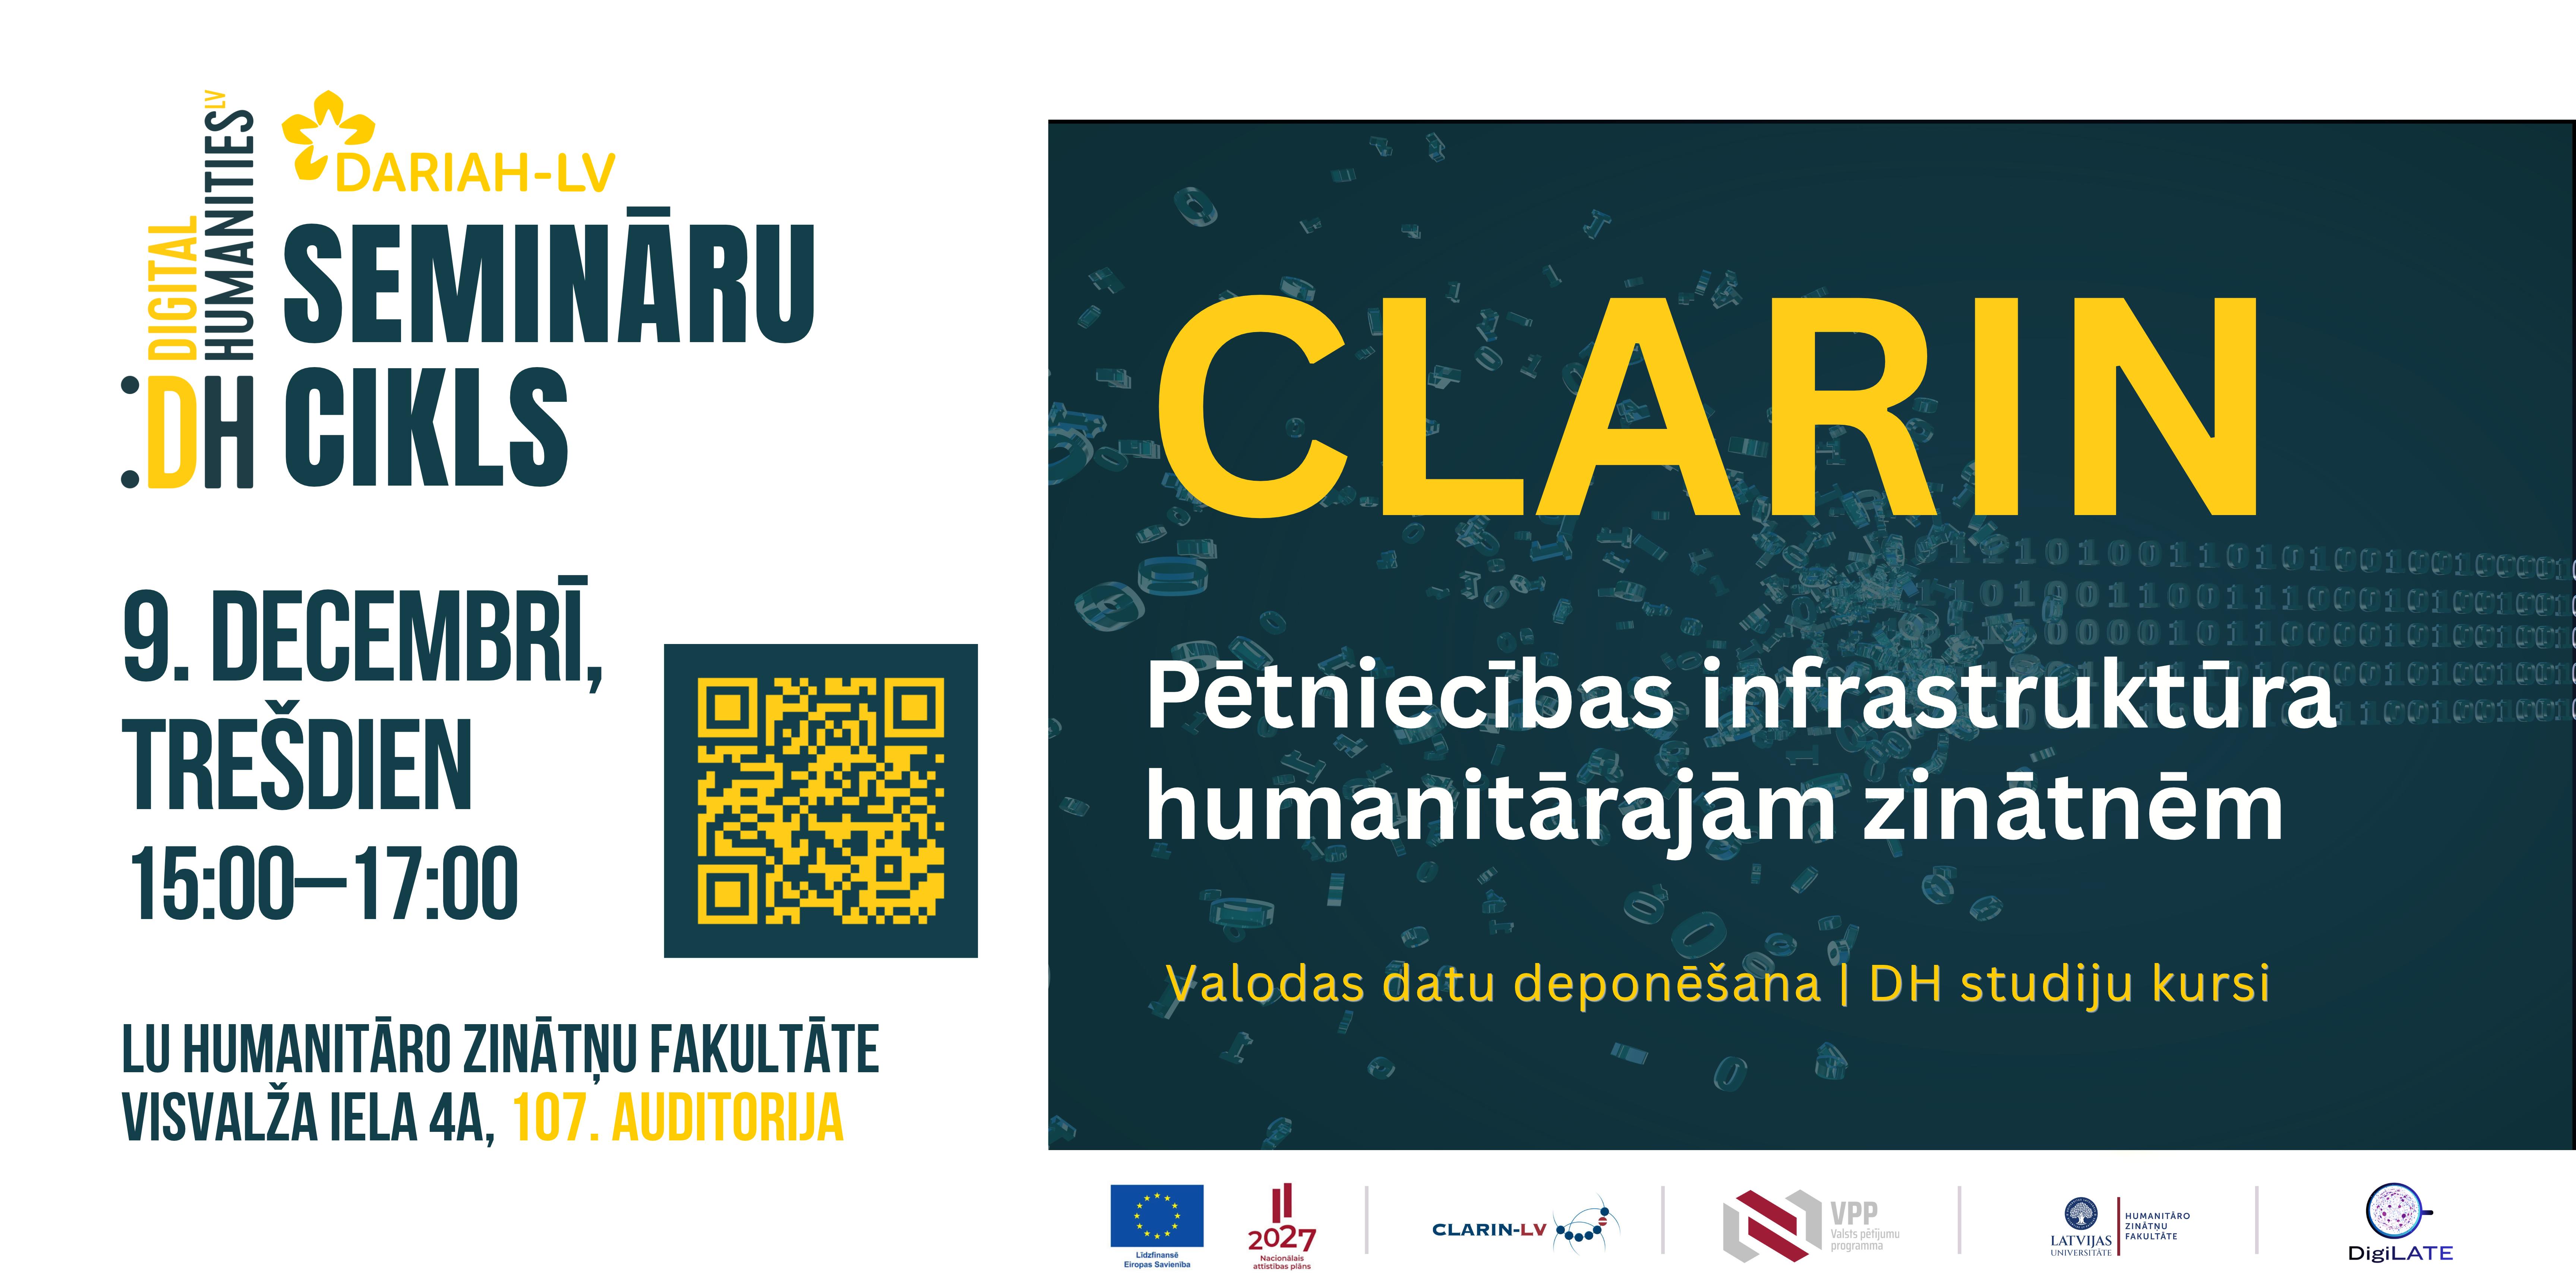 DIGITAL
HUMANITIES LV
:DH
DARIAH-LV
SEMINĀRU
CIKLS
9. DECEMBRĪ,
TREŠDIEN
15:00–17:00
LU HUMANITĀRO ZINĀTŅU FAKULTĀTE
VISVALŽA IELA 4A, 107. AUDITORIJA
CLARIN
Pētniecības infrastruktūra
humanitārajām zinātnēm
Valodas datu deponēšana | DH studiju kursi
Līdzfinansē
Eiropas Savienība
2027
Nacionālais
attīstības plāns
CLARIN-LV
VPP
Valsts pētījumu
programma
LATVIJAS
UNIVERSITĀTE
HUMANITĀRO
ZINĀTŅU
FAKULTĀTE
DigiLATE